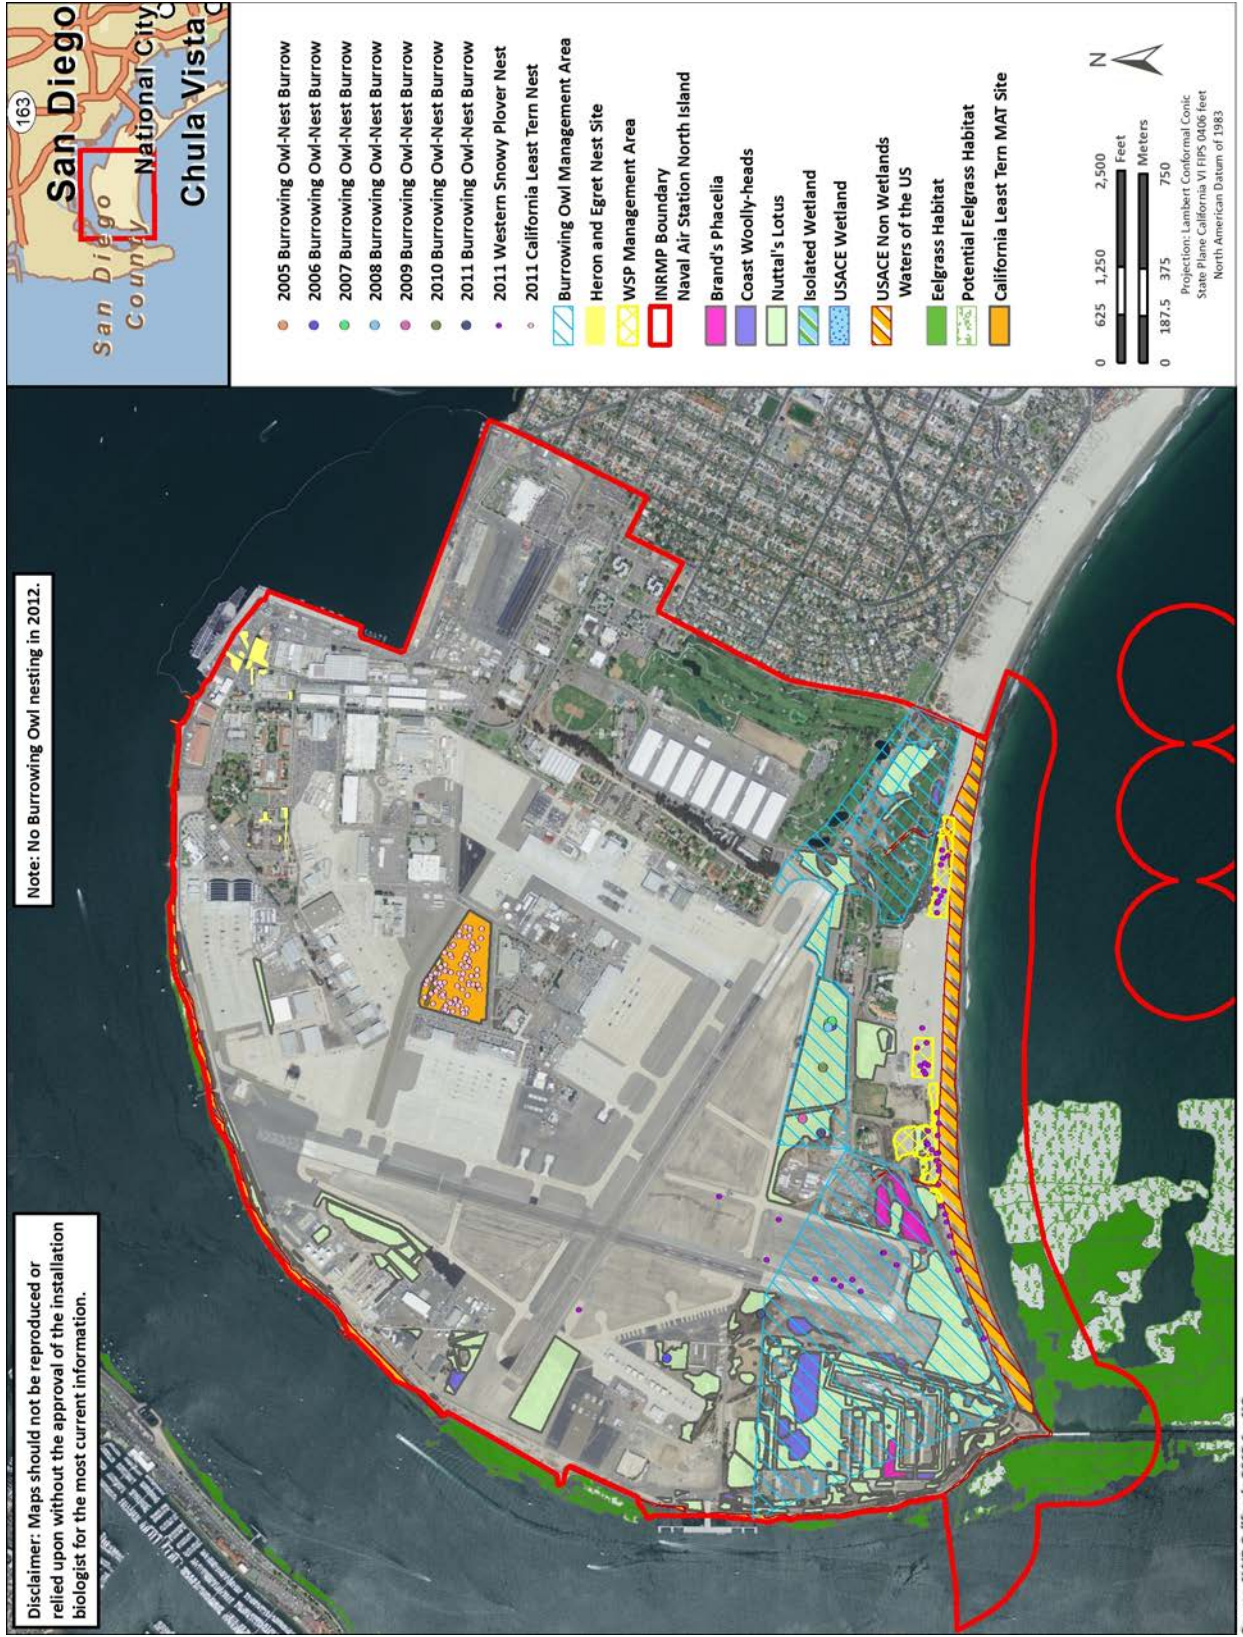 Disclaimer: Maps should not be reproduced or
relied upon without the approval of the installation
biologist for the most current information.
Note: No Burrowing Owl nesting in 2012.
163
San Diego
National City
Chula Vista
San Diego
County
2005 Burrowing Owl-Nest Burrow
2006 Burrowing Owl-Nest Burrow
2007 Burrowing Owl-Nest Burrow
2008 Burrowing Owl-Nest Burrow
2009 Burrowing Owl-Nest Burrow
2010 Burrowing Owl-Nest Burrow
2011 Burrowing Owl-Nest Burrow
2011 Western Snowy Plover Nest
2011 California Least Tern Nest
Burrowing Owl Management Area
Heron and Egret Nest Site
WSP Management Area
INRMP Boundary
Naval Air Station North Island
Brand's Phacelia
Coast Woolly-heads
Nuttal's Lotus
Isolated Wetland
USACE Wetland
USACE Non Wetlands
Waters of the US
Eelgrass Habitat
Potential Eelgrass Habitat
California Least Tern MAT Site
N
0 625 1,250 2,500
Feet
Meters
0 187.5 375 750
Projection: Lambert Conformal Conic
State Plane California VI FIPS 0406 feet
North American Datum of 1983